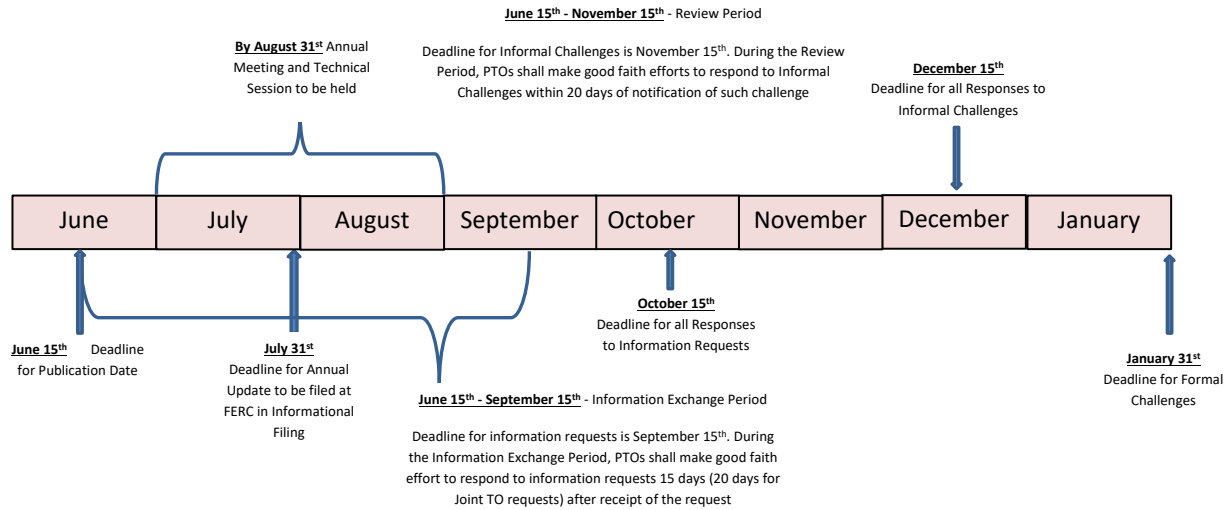 June 15th - November 15th - Review Period
Deadline for Informal Challenges is November 15th. During the Review
Period, PTOs shall make good faith efforts to respond to Informal
Challenges within 20 days of notification of such challenge
By August 31st Annual
Meeting and Technical
Session to be held
December 15th
Deadline for all Responses to
Informal Challenges
June
July
August
September
October
November
December
January
June 15th Deadline
for Publication Date
July 31st
Deadline for Annual
Update to be filed at
FERC in Informational
Filing
October 15th
Deadline for all Responses
to Information Requests
January 31st
Deadline for Formal
Challenges
June 15th - September 15th - Information Exchange Period
Deadline for information requests is September 15th. During
the Information Exchange Period, PTOs shall make good faith
effort to respond to information requests 15 days (20 days for
Joint TO requests) after receipt of the request